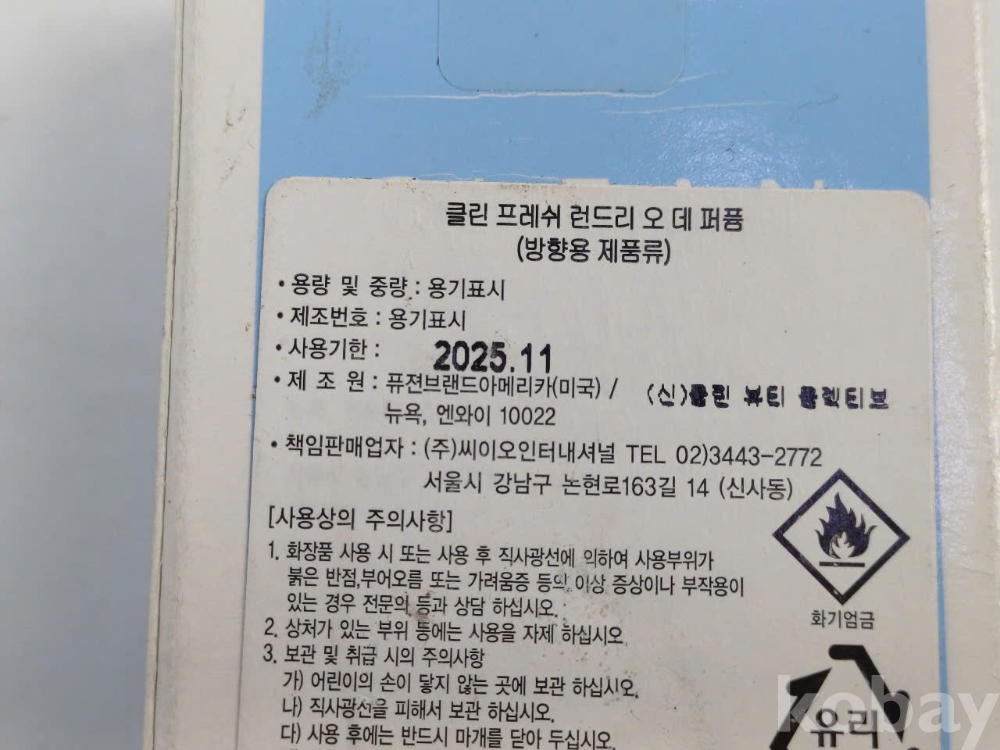 클린 프레쉬 런드리 오 데 퍼퓸
(방향용 제품류)
• 용량 및 중량 : 용기표시
• 제조번호 : 용기표시
• 사용기한 : 2025.11
• 제 조 원 : 퓨젼브랜드아메리카(미국) / (신)클린 뷰티 콜렉티브
뉴욕, 엔와이 10022
• 책임판매업자 : (주)씨이오인터내셔널 TEL 02)3443-2772
서울시 강남구 논현로163길 14 (신사동)
[사용상의 주의사항]
1. 화장품 사용 시 또는 사용 후 직사광선에 의하여 사용부위가
붉은 반점,부어오름 또는 가려움증 등의 이상 증상이나 부작용이
있는 경우 전문의 등과 상담 하십시오.
2. 상처가 있는 부위 등에는 사용을 자제 하십시오.
3. 보관 및 취급 시의 주의사항
가) 어린이의 손이 닿지 않는 곳에 보관 하십시오.
나) 직사광선을 피해서 보관 하십시오.
다) 사용 후에는 반드시 마개를 닫아 두십시오.
화기엄금
유리
kobay